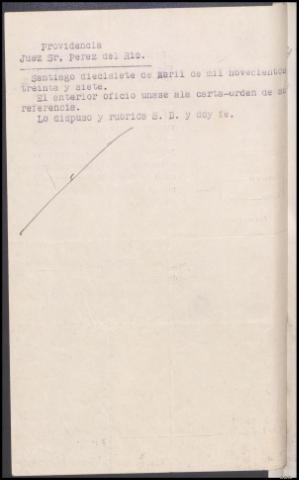 Providencia
Juez Sr. Perez del Rio.
Santiago diecisiete de Abril de mil novecientos
treinta y siete.
El anterior oficio unase ala carta-orden de su
referencia.
Lo dispuso y rubrica S. D. y doy fe.